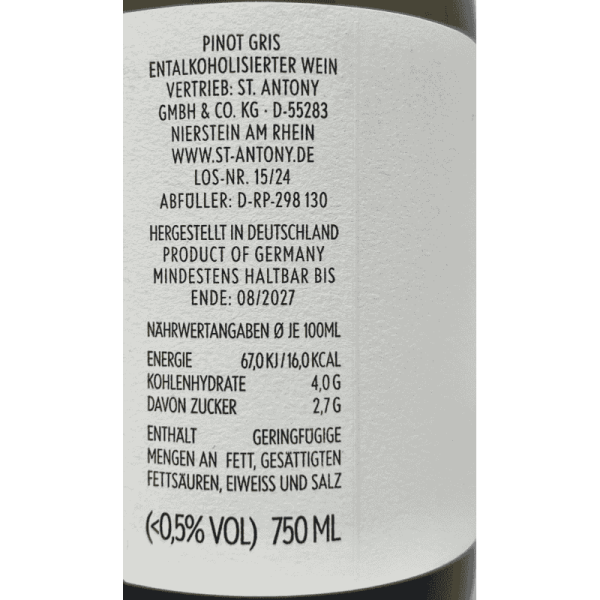 PINOT GRIS
ENTALKOHOLISIERTER WEIN
VERTRIEB: ST. ANTONY
GMBH & CO. KG · D-55283
NIERSTEIN AM RHEIN
WWW.ST-ANTONY.DE
LOS-NR. 15/24
ABFÜLLER: D-RP-298 130
HERGESTELLT IN DEUTSCHLAND
PRODUCT OF GERMANY
MINDESTENS HALTBAR BIS
ENDE: 08/2027
NÄHRWERTANGABEN Ø JE 100ML
ENERGIE 67,0 KJ / 16,0 KCAL
KOHLENHYDRATE 4,0 G
DAVON ZUCKER 2,7 G
ENTHÄLT GERINGFÜGIGE
MENGEN AN FETT, GESÄTTIGTEN
FETTSÄUREN, EIWEISS UND SALZ
(<0,5% VOL) 750 ML